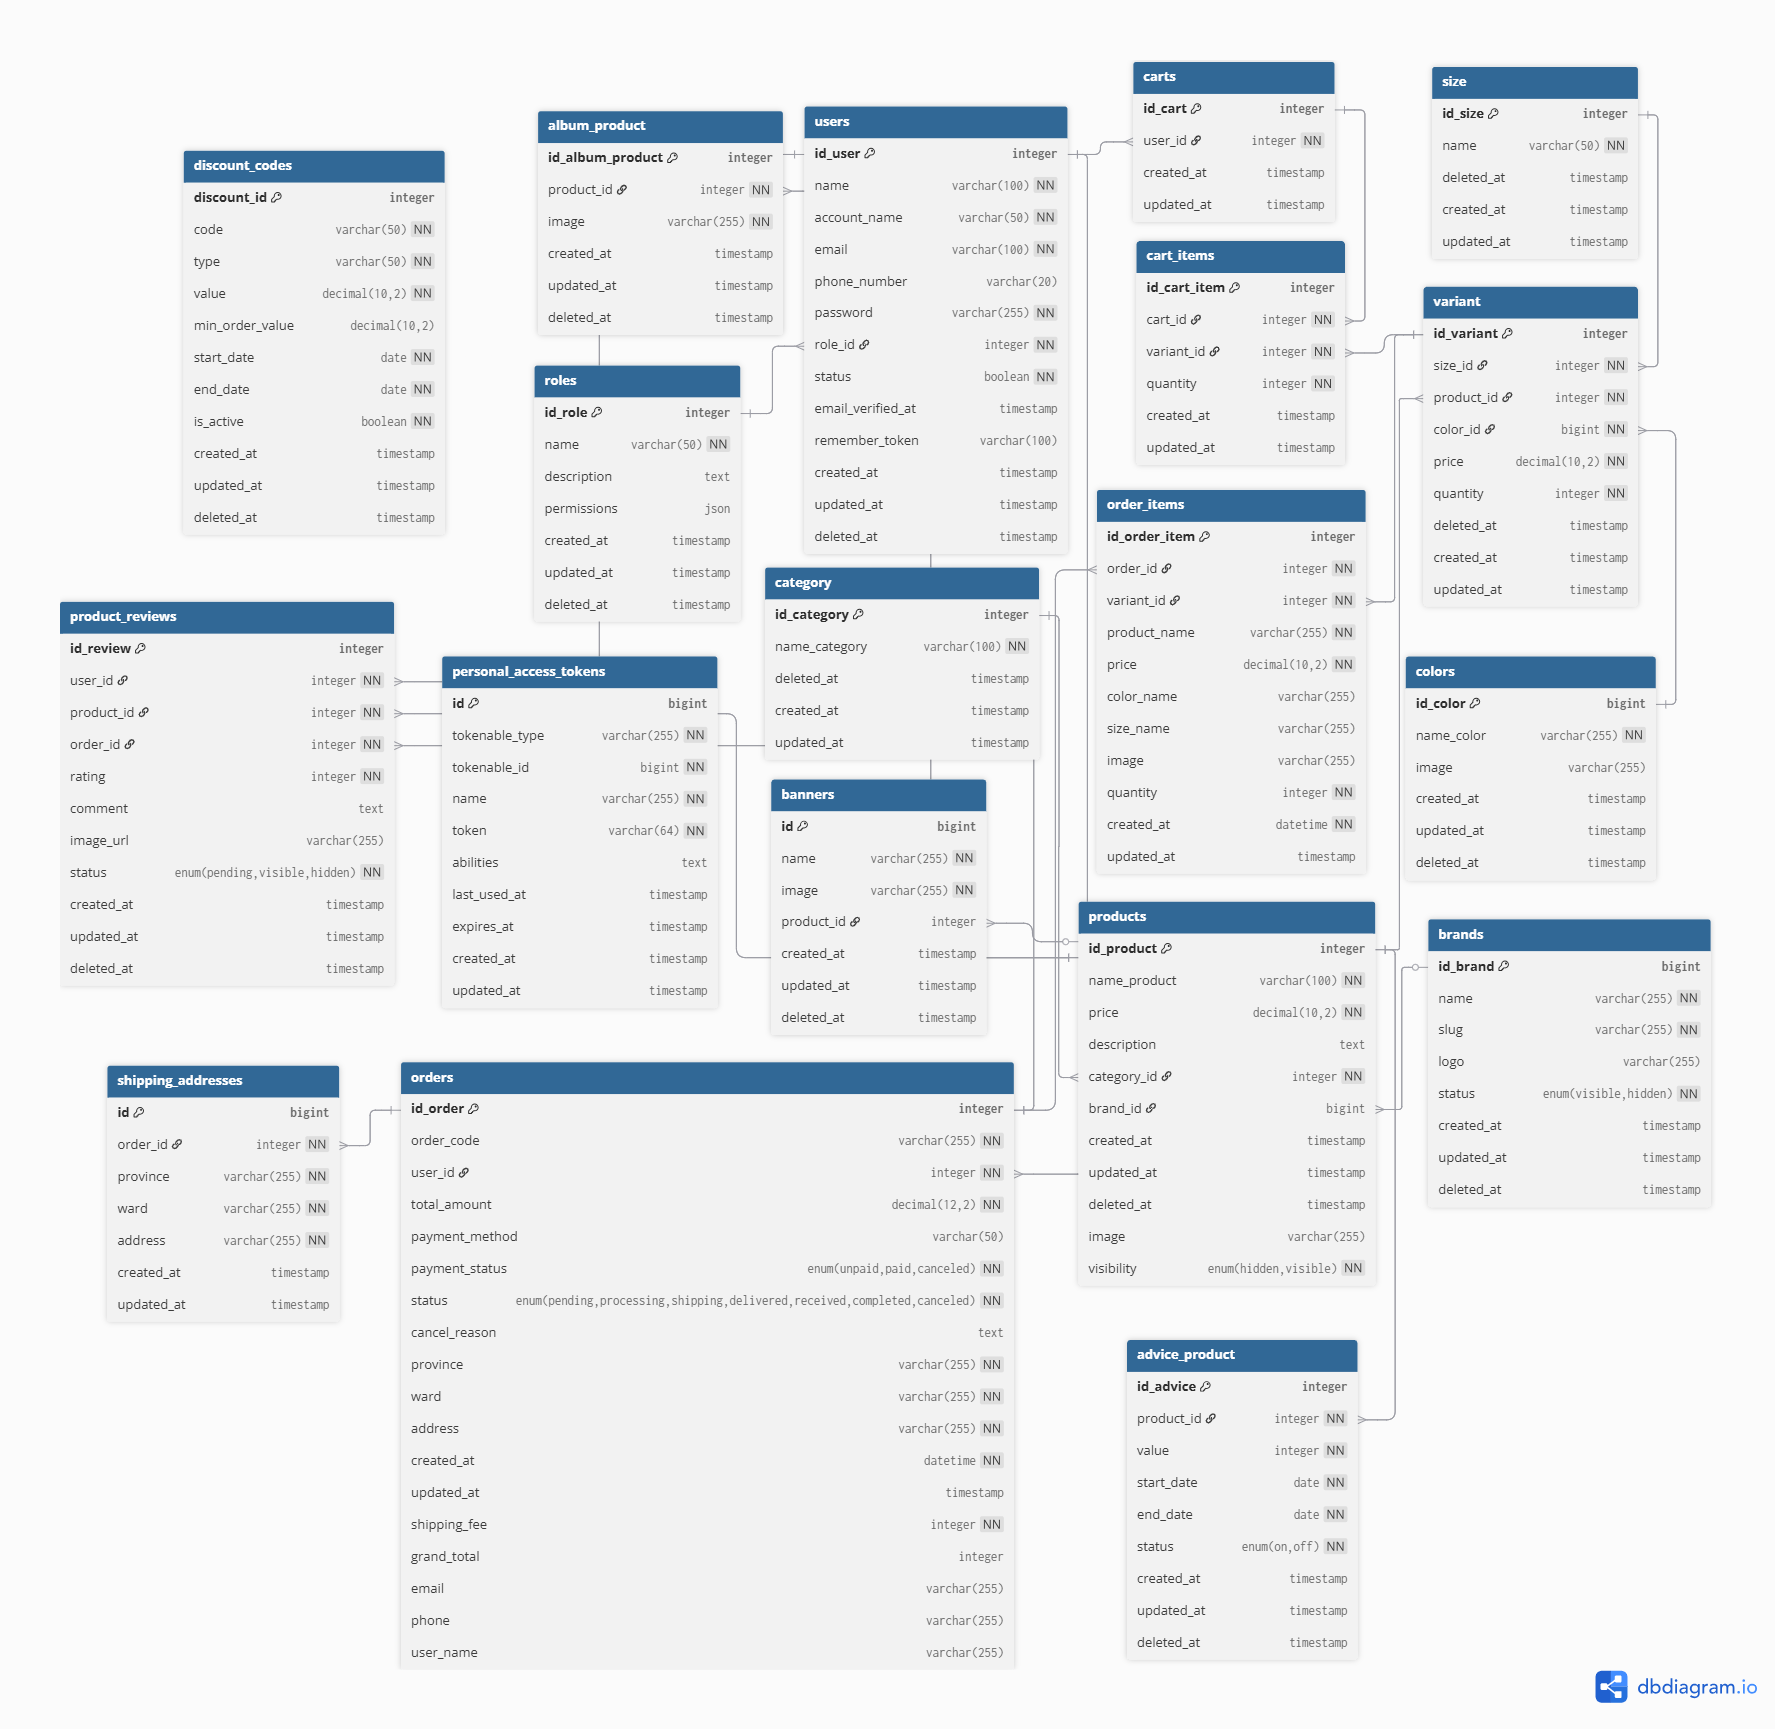 carts
id_cart integer
user_id integer NN
created_at timestamp
updated_at timestamp
size
id_size integer
name varchar(50) NN
deleted_at timestamp
created_at timestamp
updated_at timestamp
album_product
id_album_product integer
product_id integer NN
image varchar(255) NN
created_at timestamp
updated_at timestamp
deleted_at timestamp
users
id_user integer
name varchar(100) NN
account_name varchar(50) NN
email varchar(100) NN
phone_number varchar(20)
password varchar(255) NN
role_id integer NN
status boolean NN
email_verified_at timestamp
remember_token varchar(100)
created_at timestamp
updated_at timestamp
deleted_at timestamp
discount_codes
discount_id integer
code varchar(50) NN
type varchar(50) NN
value decimal(10,2) NN
min_order_value decimal(10,2)
start_date date NN
end_date date NN
is_active boolean NN
created_at timestamp
updated_at timestamp
deleted_at timestamp
cart_items
id_cart_item integer
cart_id integer NN
variant_id integer NN
quantity integer NN
created_at timestamp
updated_at timestamp
variant
id_variant integer
size_id integer NN
product_id integer NN
color_id bigint NN
price decimal(10,2) NN
quantity integer NN
deleted_at timestamp
created_at timestamp
updated_at timestamp
roles
id_role integer
name varchar(50) NN
description text
permissions json
created_at timestamp
updated_at timestamp
deleted_at timestamp
order_items
id_order_item integer
order_id integer NN
variant_id integer NN
product_name varchar(255) NN
price decimal(10,2) NN
color_name varchar(255)
size_name varchar(255)
image varchar(255)
quantity integer NN
created_at datetime NN
updated_at timestamp
category
id_category integer
name_category varchar(100) NN
deleted_at timestamp
created_at timestamp
updated_at timestamp
product_reviews
id_review integer
user_id integer NN
product_id integer NN
order_id integer NN
rating integer NN
comment text
image_url varchar(255)
status enum(pending,visible,hidden) NN
created_at timestamp
updated_at timestamp
deleted_at timestamp
personal_access_tokens
id bigint
tokenable_type varchar(255) NN
tokenable_id bigint NN
name varchar(255) NN
token varchar(64) NN
abilities text
last_used_at timestamp
expires_at timestamp
created_at timestamp
updated_at timestamp
colors
id_color bigint
name_color varchar(255) NN
image varchar(255)
created_at timestamp
updated_at timestamp
deleted_at timestamp
banners
id bigint
name varchar(255) NN
image varchar(255) NN
product_id integer
created_at timestamp
updated_at timestamp
deleted_at timestamp
products
id_product integer
name_product varchar(100) NN
price decimal(10,2) NN
description text
category_id integer NN
brand_id bigint
created_at timestamp
updated_at timestamp
deleted_at timestamp
image varchar(255)
visibility enum(hidden,visible) NN
brands
id_brand bigint
name varchar(255) NN
slug varchar(255) NN
logo varchar(255)
status enum(visible,hidden) NN
created_at timestamp
updated_at timestamp
deleted_at timestamp
shipping_addresses
id bigint
order_id integer NN
province varchar(255) NN
ward varchar(255) NN
address varchar(255) NN
created_at timestamp
updated_at timestamp
orders
id_order integer
order_code varchar(255) NN
user_id integer NN
total_amount decimal(12,2) NN
payment_method varchar(50)
payment_status enum(unpaid,paid,canceled) NN
status enum(pending,processing,shipping,delivered,received,completed,canceled) NN
cancel_reason text
province varchar(255) NN
ward varchar(255) NN
address varchar(255) NN
created_at datetime NN
updated_at timestamp
shipping_fee integer NN
grand_total integer
email varchar(255)
phone varchar(255)
user_name varchar(255)
advice_product
id_advice integer
product_id integer NN
value integer NN
start_date date NN
end_date date NN
status enum(on,off) NN
created_at timestamp
updated_at timestamp
deleted_at timestamp
dbdiagram.io